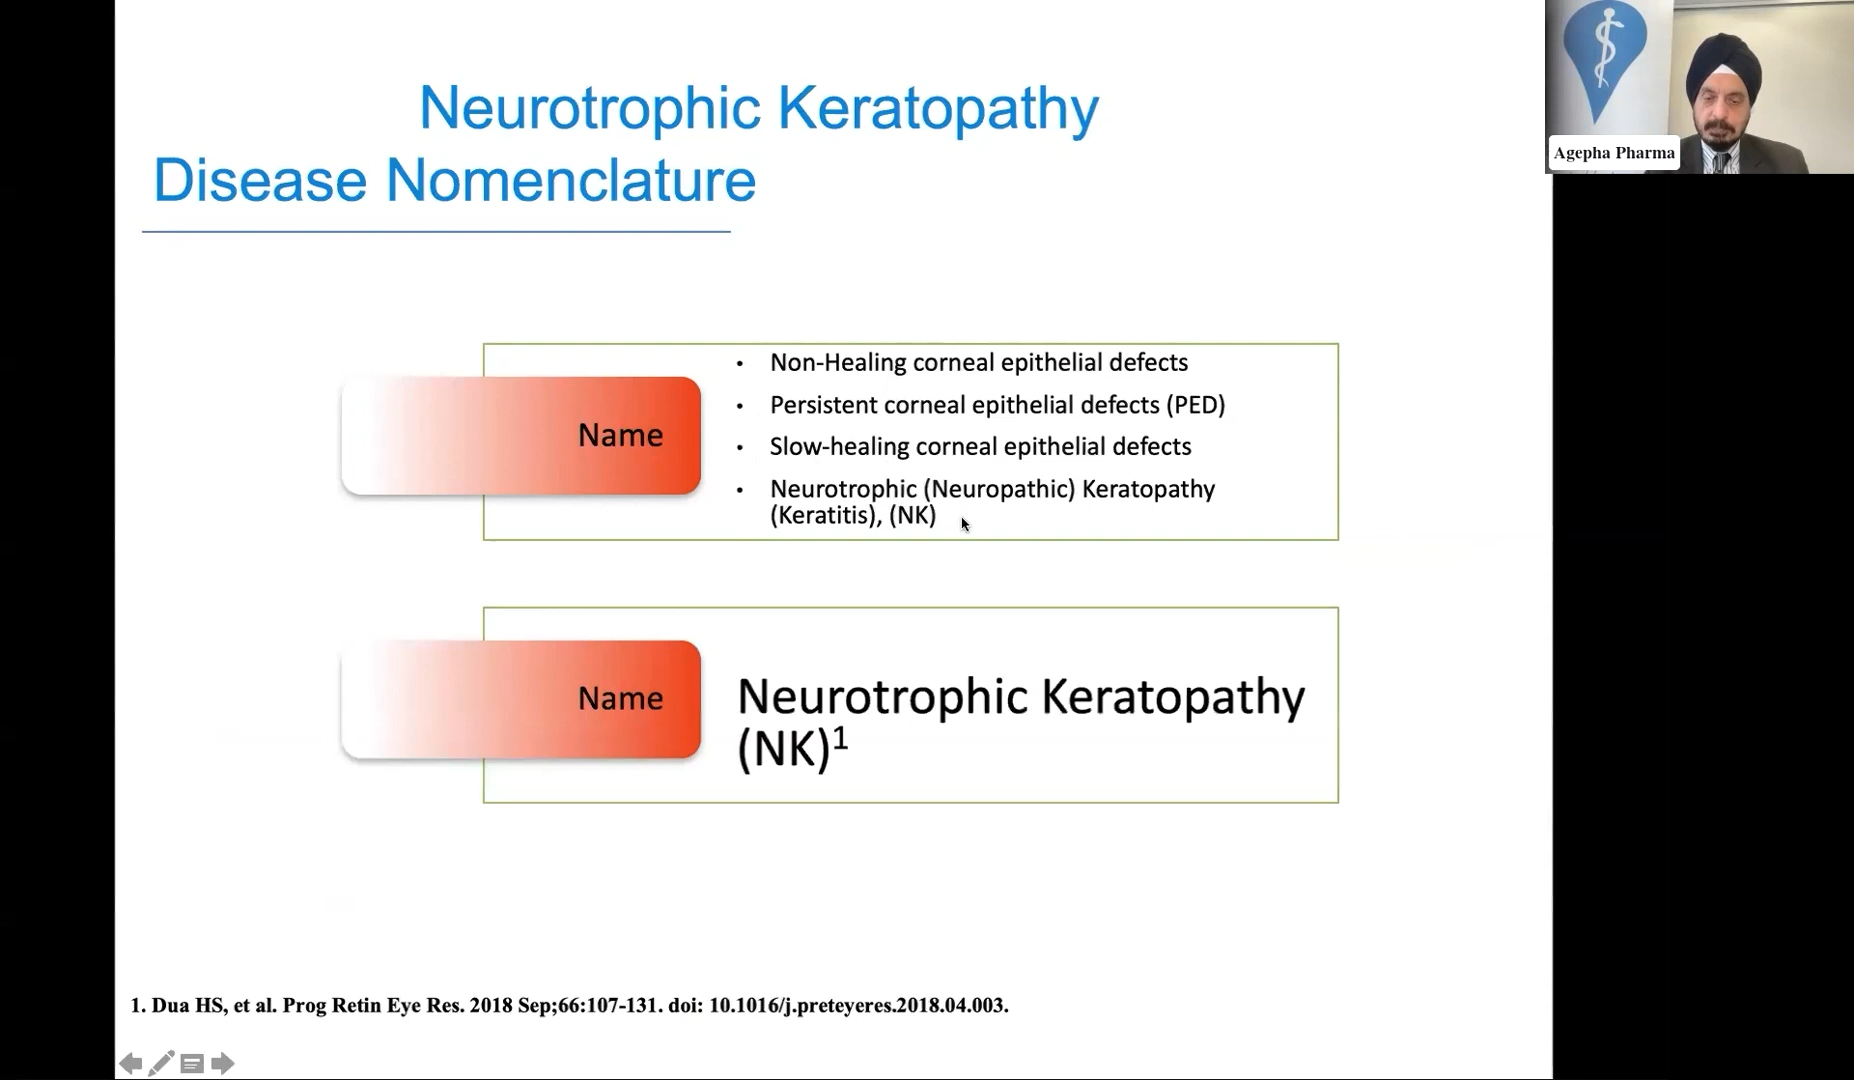 Neurotrophic Keratopathy
Disease Nomenclature
Agepha Pharma
Name
• Non-Healing corneal epithelial defects
• Persistent corneal epithelial defects (PED)
• Slow-healing corneal epithelial defects
• Neurotrophic (Neuropathic) Keratopathy
(Keratitis), (NK)
Name
Neurotrophic Keratopathy
(NK)¹
1. Dua HS, et al. Prog Retin Eye Res. 2018 Sep;66:107-131. doi: 10.1016/j.preteyeres.2018.04.003.